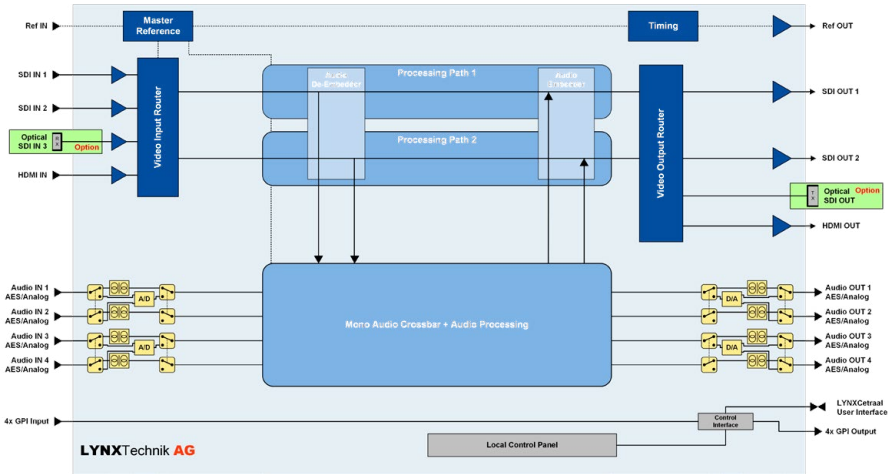 Ref IN
Master
Reference
Timing
Ref OUT
SDI IN 1
SDI IN 2
Optical
SDI IN 3
Option
R
X
HDMI IN
Video Input Router
Processing Path 1
Audio
De-Embedder
Audio
Embedder
Processing Path 2
Video Output Router
SDI OUT 1
SDI OUT 2
Optical Option
SDI OUT
T
X
HDMI OUT
Audio IN 1
AES/Analog
Audio IN 2
AES/Analog
Audio IN 3
AES/Analog
Audio IN 4
AES/Analog
A/D
A/D
Mono Audio Crossbar + Audio Processing
D/A
D/A
Audio OUT 1
AES/Analog
Audio OUT 2
AES/Analog
Audio OUT 3
AES/Analog
Audio OUT 4
AES/Analog
4x GPI Input
Control
Interface
LYNXCetraal
User Interface
4x GPI Output
Local Control Panel
LYNXTechnik AG